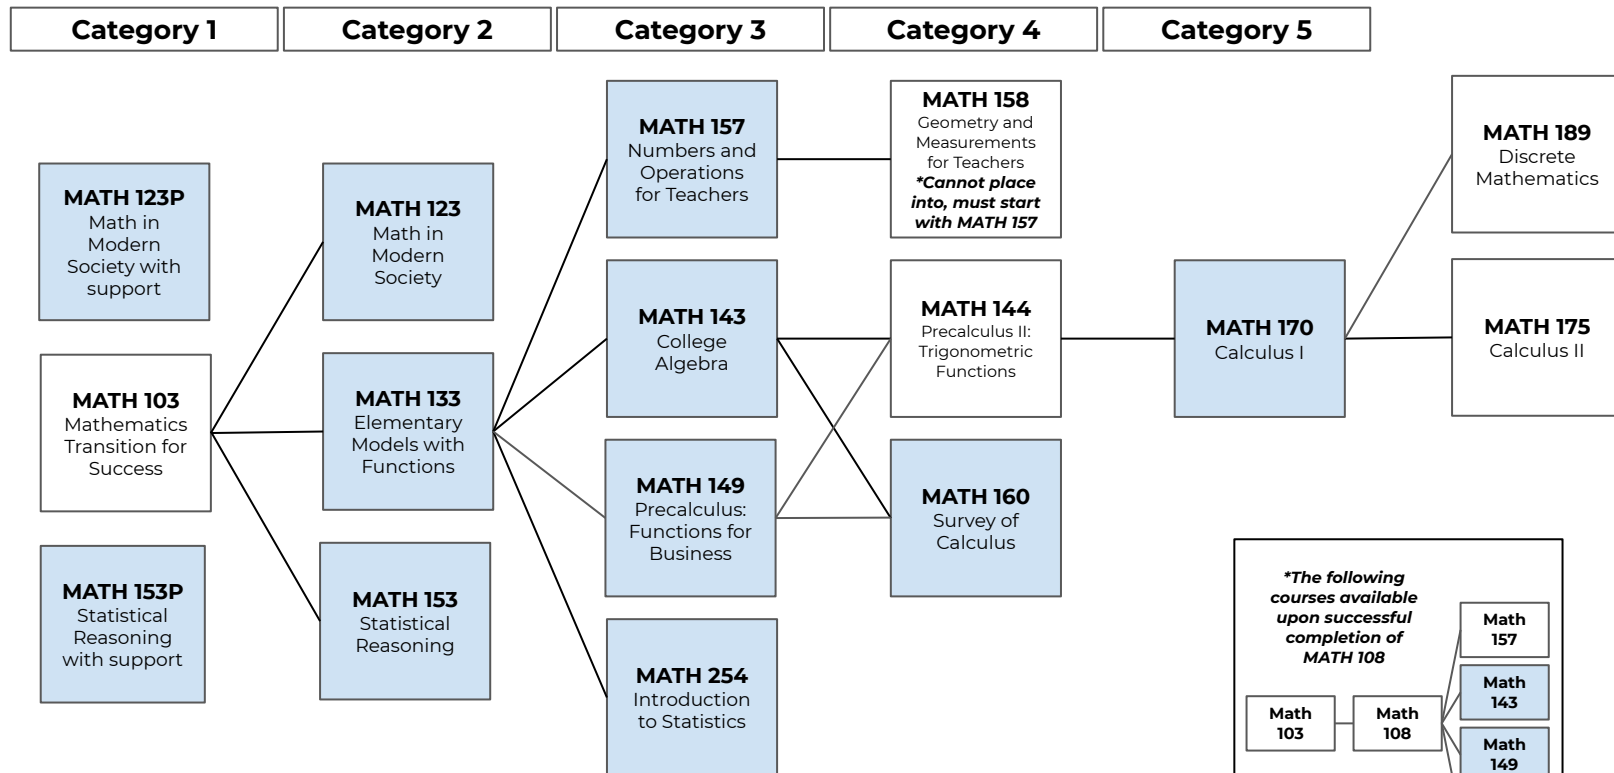 Category 1
Category 2
Category 3
Category 4
Category 5
MATH 123P
Math in
Modern
Society with
support
MATH 103
Mathematics
Transition for
Success
MATH 153P
Statistical
Reasoning
with support
MATH 123
Math in
Modern
Society
MATH 133
Elementary
Models with
Functions
MATH 153
Statistical
Reasoning
MATH 157
Numbers and
Operations
for Teachers
MATH 143
College
Algebra
MATH 149
Precalculus:
Functions for
Business
MATH 254
Introduction
to Statistics
MATH 158
Geometry and
Measurements
for Teachers
*Cannot place
into, must start
with MATH 157
MATH 144
Precalculus II:
Trigonometric
Functions
MATH 160
Survey of
Calculus
MATH 170
Calculus I
MATH 189
Discrete
Mathematics
MATH 175
Calculus II
*The following
courses available
upon successful
completion of
MATH 108
Math
103
Math
108
Math
157
Math
143
Math
149